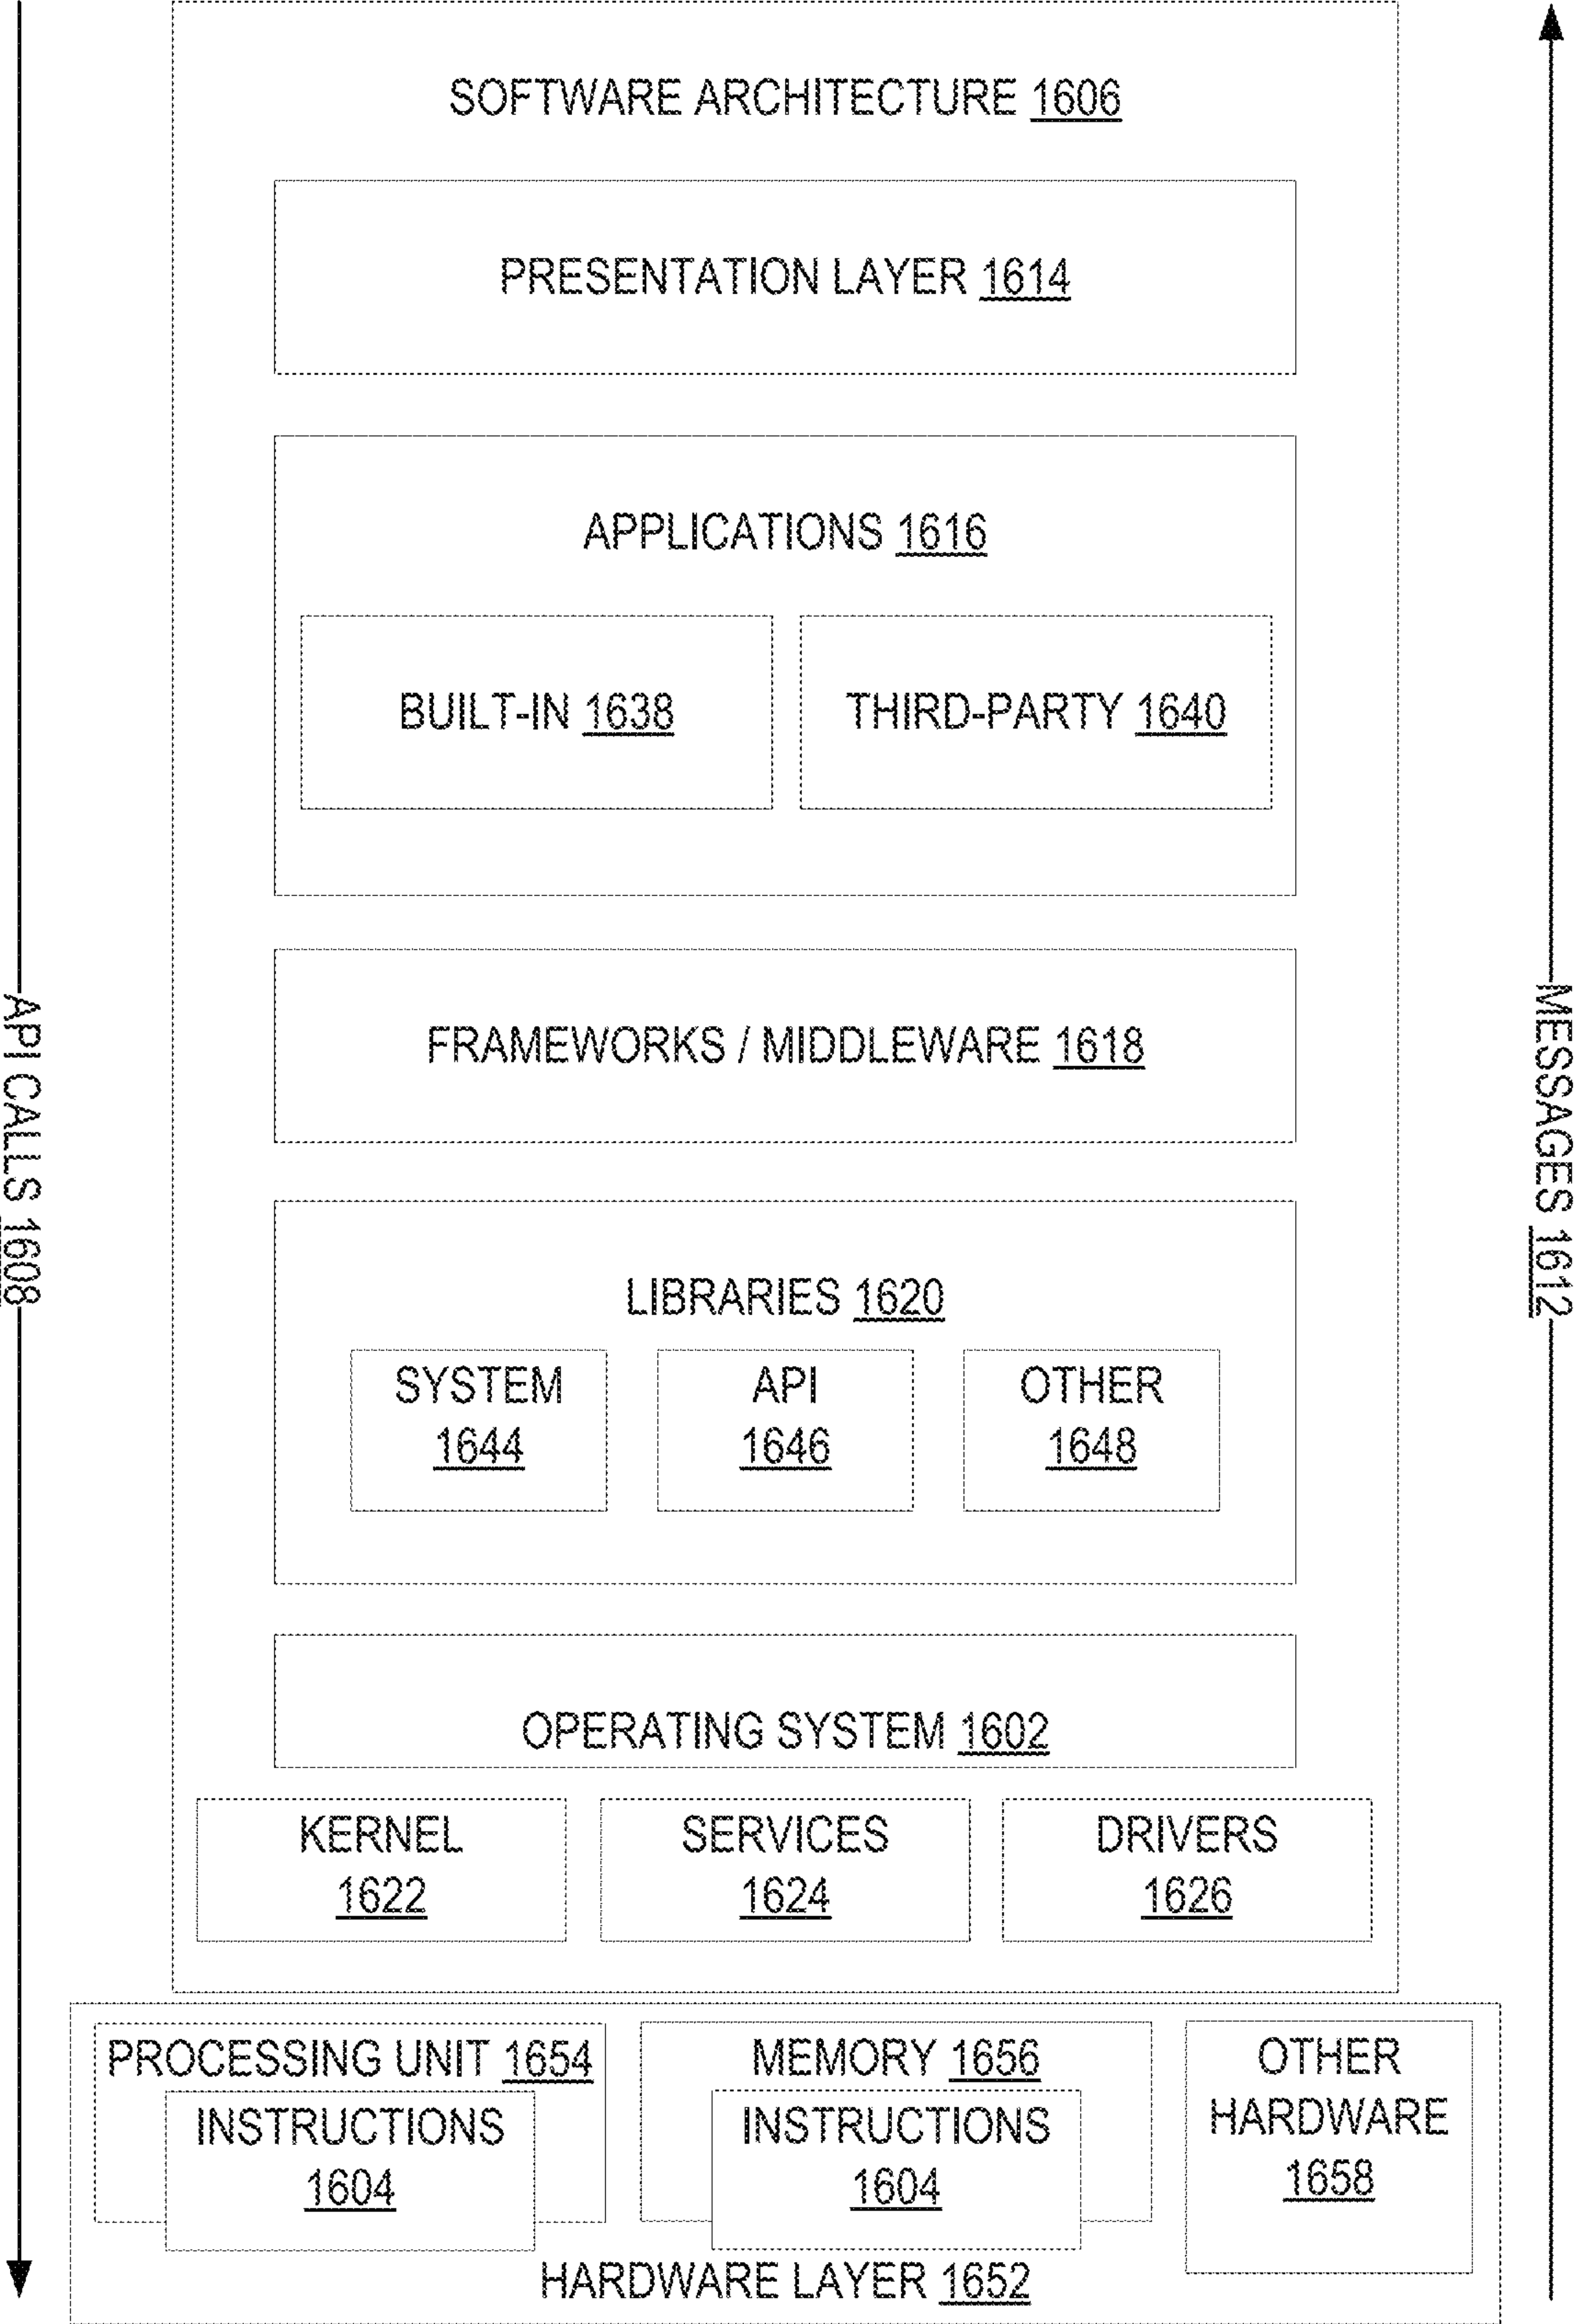 SOFTWARE ARCHITECTURE 1606
PRESENTATION LAYER 1614
APPLICATIONS 1616
BUILT-IN 1638
THIRD-PARTY 1640
FRAMEWORKS / MIDDLEWARE 1618
API CALLS 1608
MESSAGES 1612
LIBRARIES 1620
SYSTEM
1644
API
1646
OTHER
1648
OPERATING SYSTEM 1602
KERNEL
1622
SERVICES
1624
DRIVERS
1626
PROCESSING UNIT 1654
INSTRUCTIONS
1604
MEMORY 1656
INSTRUCTIONS
1604
OTHER
HARDWARE
1658
HARDWARE LAYER 1652